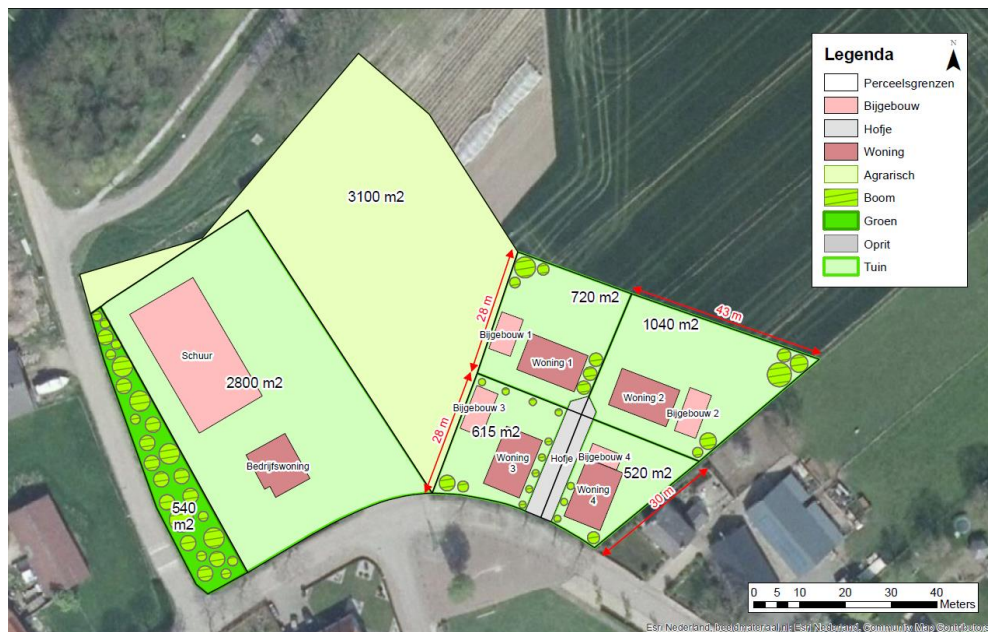 Legenda
N
Perceelsgrenzen
Bijgebouw
Hofje
Woning
Agrarisch
Boom
Groen
Oprit
Tuin
3100 m2
28 m
720 m2
43 m
1040 m2
Bijgebouw 1
Woning 1
Schuur
2800 m2
28 m
Bijgebouw 3
Woning 2
Bijgebouw 2
615 m2
Woning
3
Hofje
Bijgebouw 4
520 m2
Bedrijfswoning
Woning
4
30 m
540
m2
0 5 10 20 30 40
Meters
Esri Nederland, beeldmateriaal.nl, Esri Nederland, Community Map Contributors